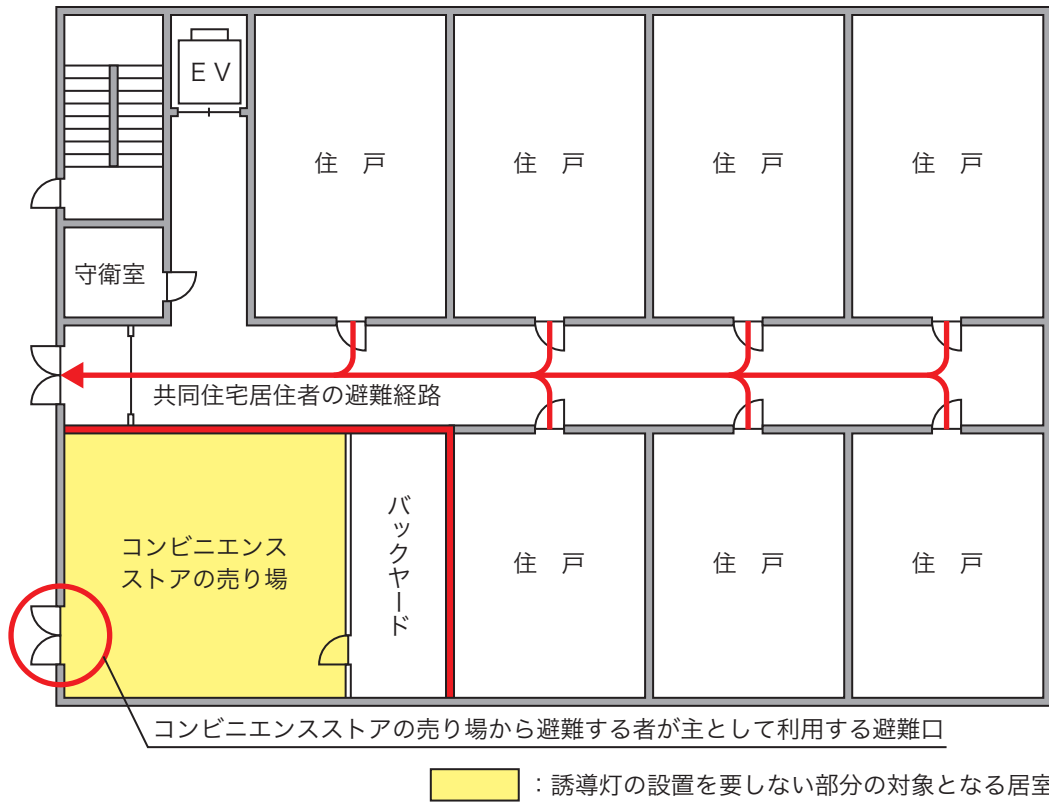 EV
住戸
住戸
住戸
住戸
守衛室
共同住宅居住者の避難経路
コンビニエンス
ストアの売り場
バックヤード
住戸
住戸
住戸
コンビニエンスストアの売り場から避難する者が主として利用する避難口
：誘導灯の設置を要しない部分の対象となる居室